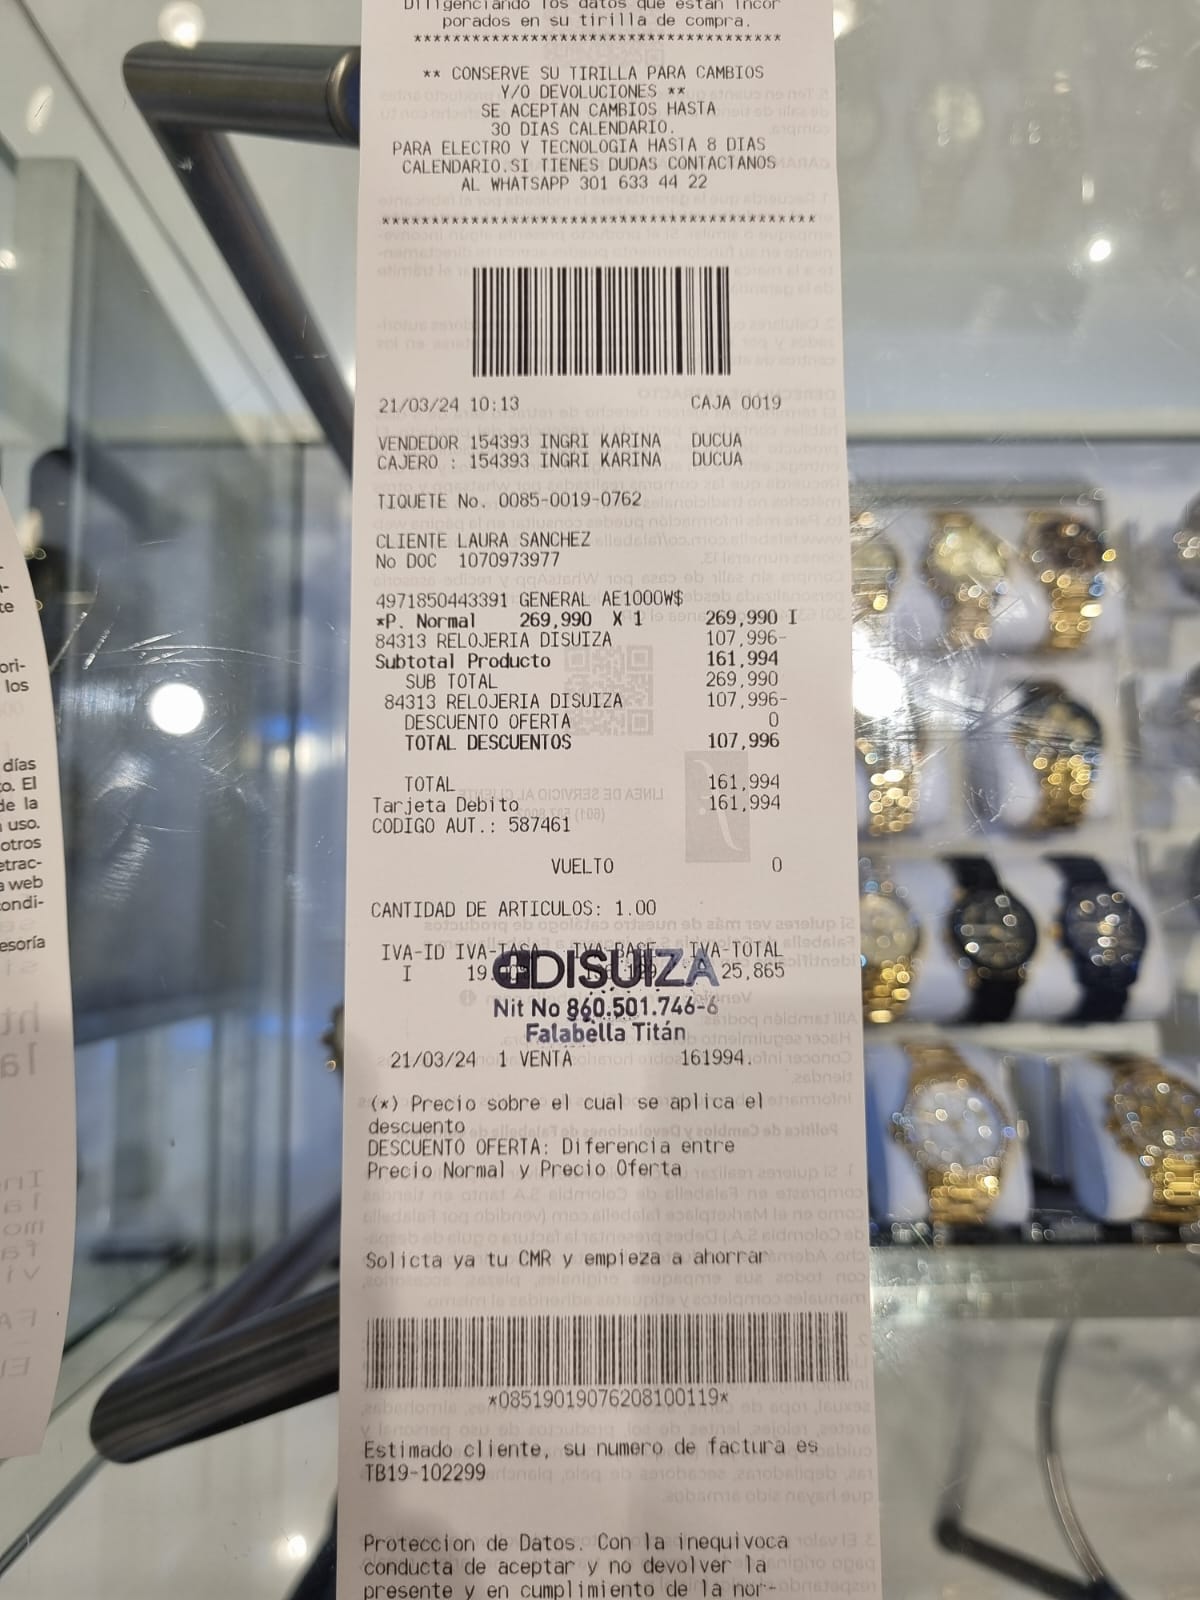 Diligenciando los datos que estan incor
porados en su tirilla de compra.
*************************************
** CONSERVE SU TIRILLA PARA CAMBIOS
Y/O DEVOLUCIONES **
SE ACEPTAN CAMBIOS HASTA
30 DIAS CALENDARIO.
PARA ELECTRO Y TECNOLOGIA HASTA 8 DIAS
CALENDARIO.SI TIENES DUDAS CONTACTANOS
AL WHATSAPP 301 633 44 22
********************************************
21/03/24 10:13 CAJA 0019
VENDEDOR 154393 INGRI KARINA DUCUA
CAJERO : 154393 INGRI KARINA DUCUA
TIQUETE No. 0085-0019-0762
CLIENTE LAURA SANCHEZ
No DOC 1070973977
4971850443391 GENERAL AE1000W$
*P. Normal 269,990 X 1 269,990 I
84313 RELOJERIA DISUIZA 107,996-
Subtotal Producto 161,994
SUB TOTAL 269,990
84313 RELOJERIA DISUIZA 107,996-
DESCUENTO OFERTA 0
TOTAL DESCUENTOS 107,996
TOTAL 161,994
Tarjeta Debito 161,994
CODIGO AUT.: 587461
VUELTO 0
CANTIDAD DE ARTICULOS: 1.00
IVA-ID IVA-TASA IVA-BASE IVA-TOTAL
I 19. 25,865
DISUIZA
Nit No 860.501.746-6
Falabella Titán
21/03/24 1 VENTA 161994.
(*) Precio sobre el cual se aplica el
descuento
DESCUENTO OFERTA: Diferencia entre
Precio Normal y Precio Oferta
Solicta ya tu CMR y empieza a ahorrar
*08519019076208100119*
Estimado cliente, su numero de factura es
TB19-102299
Proteccion de Datos. Con la inequivoca
conducta de aceptar y no devolver la
presente y en cumplimiento de la nor-